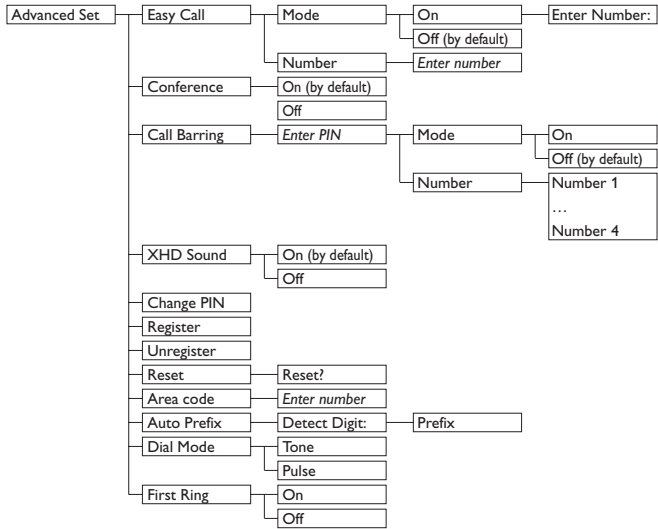 Advanced Set Easy Call Mode On Enter Number:
Off (by default)
Number Enter number
Conference On (by default)
Off
Call Barring Enter PIN Mode On
Off (by default)
Number Number 1
…
Number 4
XHD Sound On (by default)
Off
Change PIN
Register
Unregister
Reset Reset?
Area code Enter number
Auto Prefix Detect Digit: Prefix
Dial Mode Tone
Pulse
First Ring On
Off